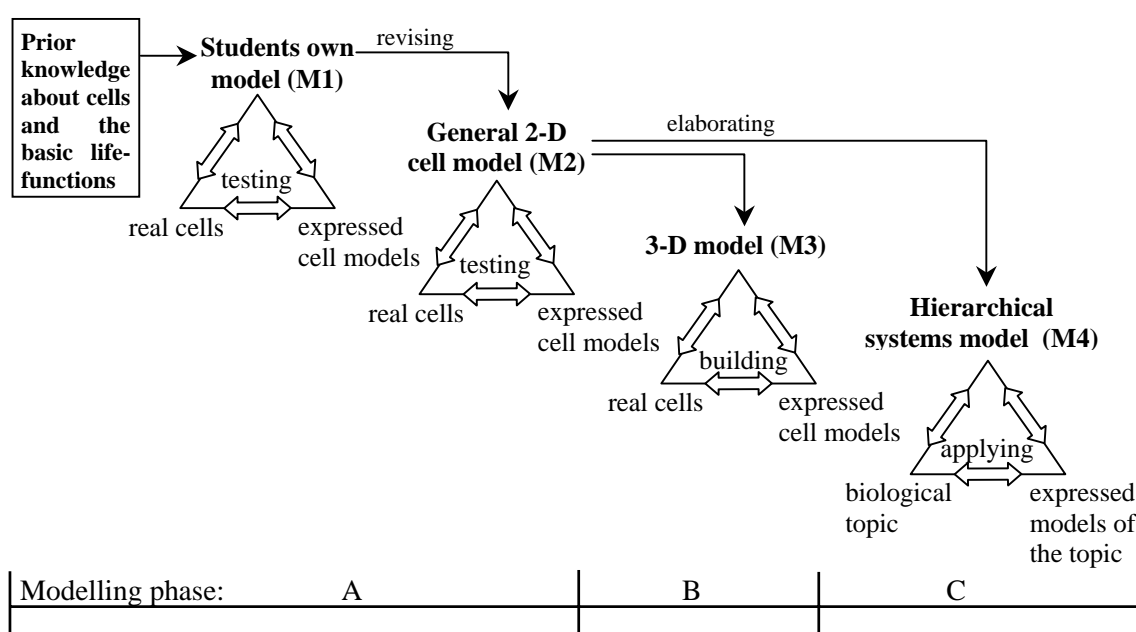 Prior
knowledge
about cells
and the
basic life-
functions
Students own
model (M1)
revising
testing
real cells
expressed
cell models
General 2-D
cell model (M2)
elaborating
testing
real cells
expressed
cell models
3-D model (M3)
building
real cells
expressed
cell models
Hierarchical
systems model (M4)
applying
biological
topic
expressed
models of
the topic
Modelling phase: A B C